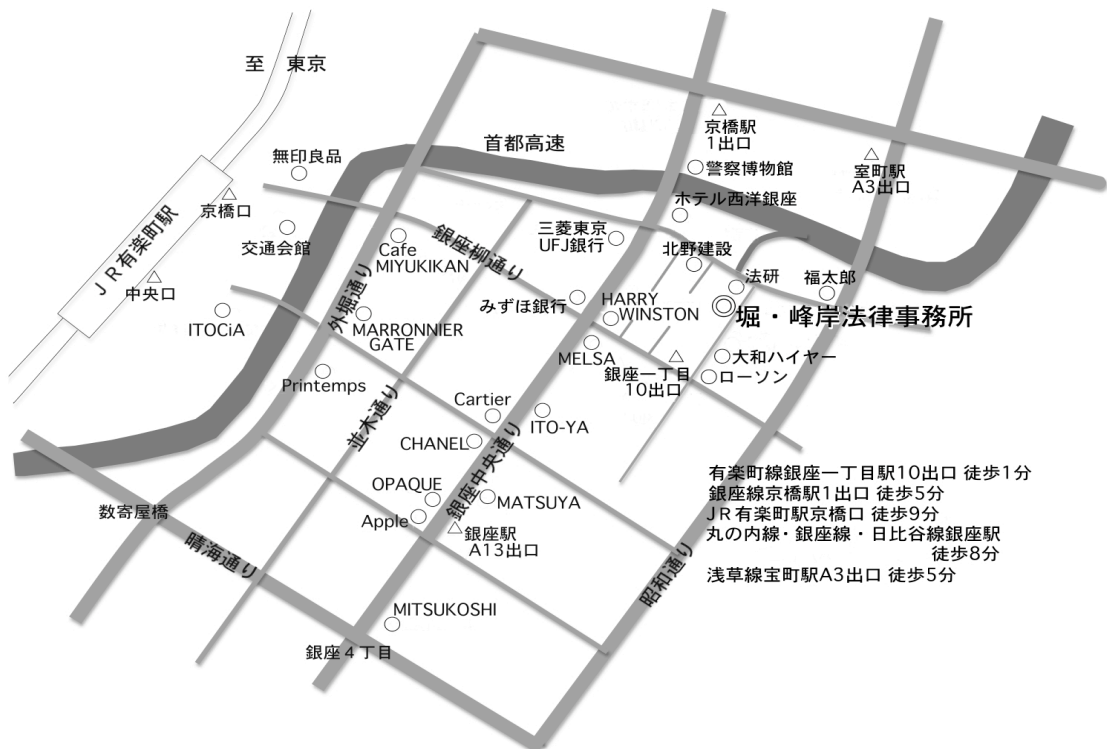 至　東京
首都高速
京橋駅
1出口
警察博物館
室町駅
A3出口
無印良品
京橋口
ホテル西洋銀座
交通会館
Cafe
MIYUKIKAN
銀座柳通り
三菱東京
UFJ銀行
北野建設
ＪＲ有楽町駅
中央口
法研
福太郎
ITOCiA
外堀通り
みずほ銀行
HARRY
WINSTON
堀・峰岸法律事務所
MARRONNIER
GATE
MELSA
銀座一丁目
10出口
大和ハイヤー
ローソン
Printemps
並木通り
Cartier
ITO-YA
CHANEL
銀座中央通り
有楽町線銀座一丁目駅10出口 徒歩1分
銀座線京橋駅1出口 徒歩5分
ＪＲ有楽町駅京橋口 徒歩9分
丸の内線・銀座線・日比谷線銀座駅
徒歩8分
浅草線宝町駅A3出口 徒歩5分
OPAQUE
MATSUYA
Apple
銀座駅
A13出口
数寄屋橋
晴海通り
昭和通り
MITSUKOSHI
銀座４丁目